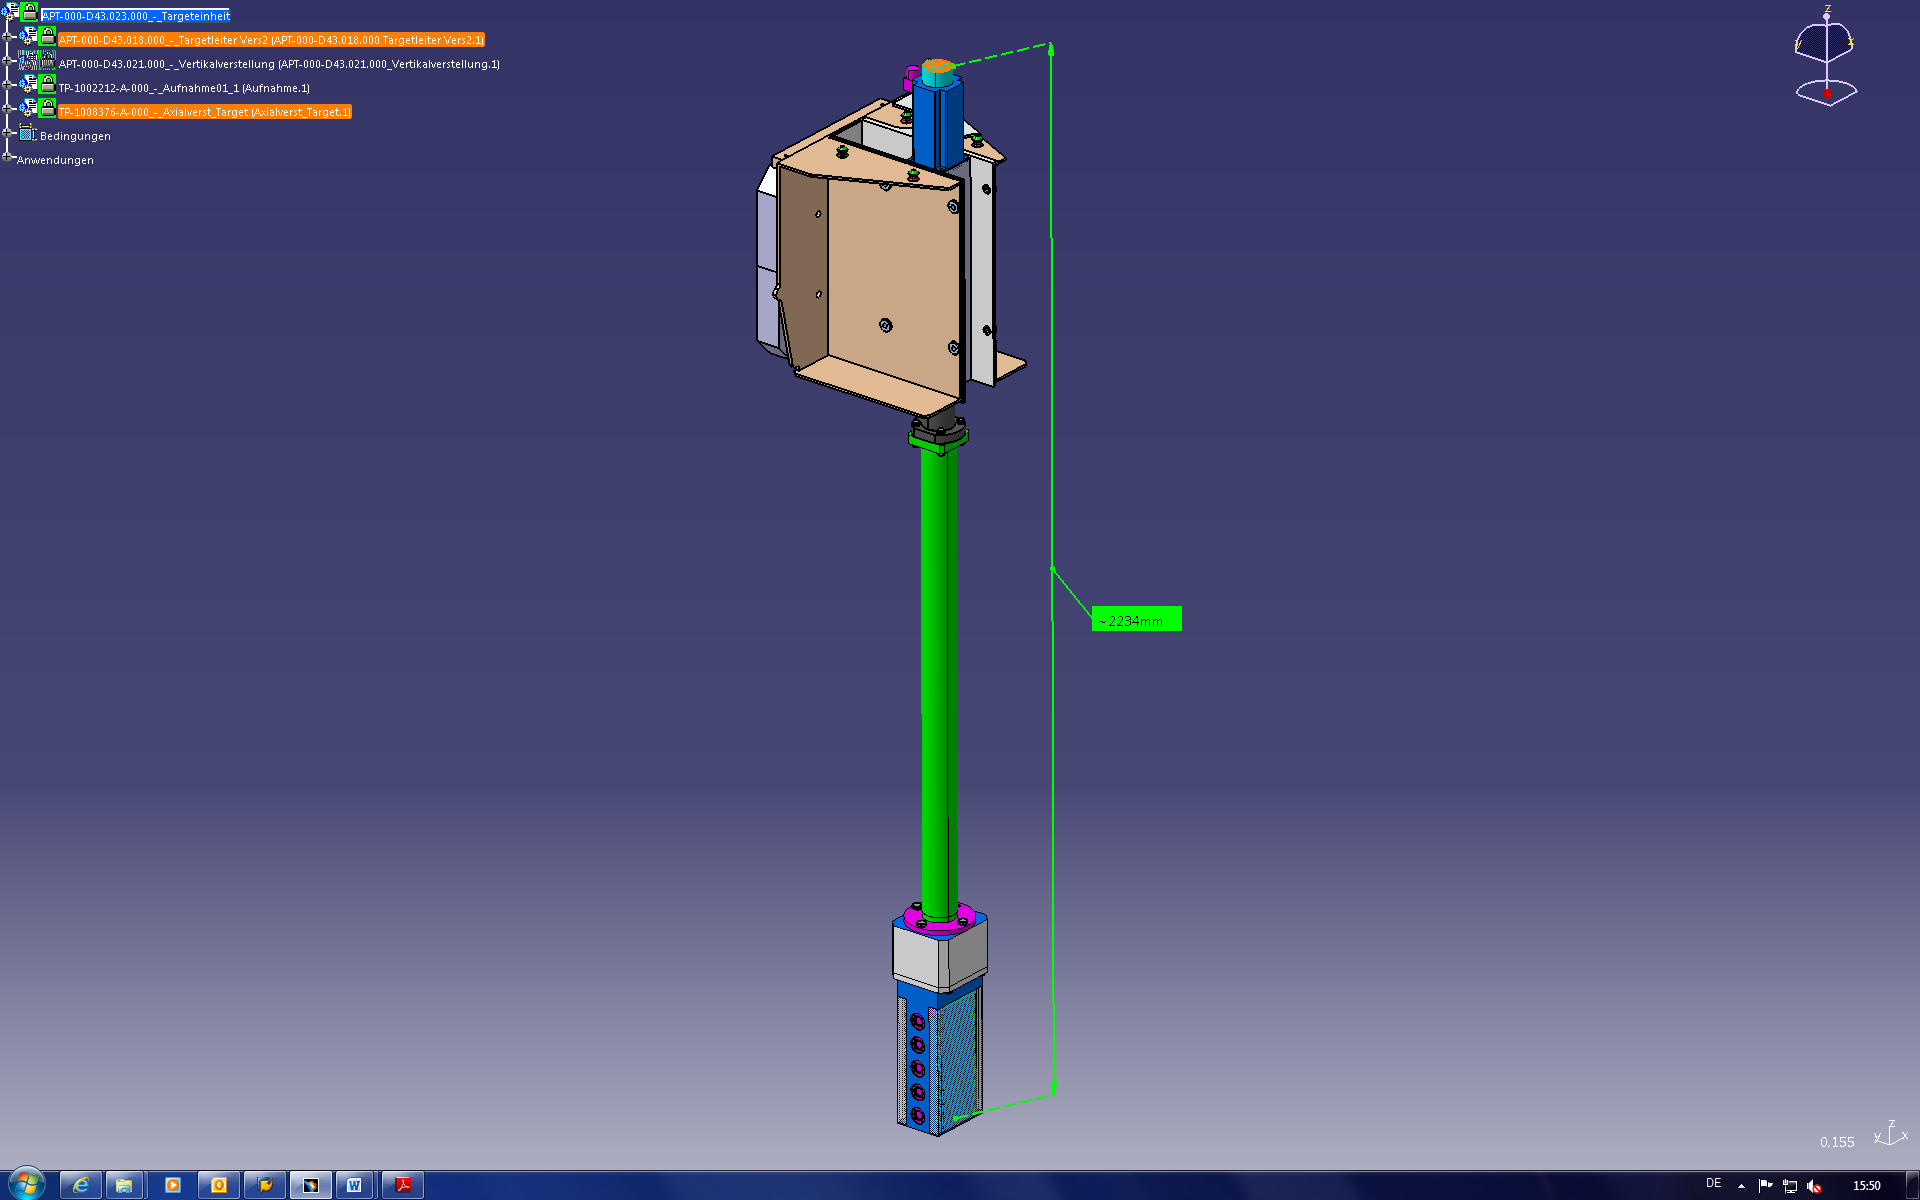 APT-000-D43.023.000_-_Targeteinheit
APT-000-D43.018.000_-_Targetleiter Vers2 (APT-000-D43.018.000 Targetleiter Vers2.1)
APT-000-D43.021.000_-_Vertikalverstellung (APT-000-D43.021.000_Vertikalverstellung.1)
TP-1002212-A-000_-_Aufnahme01_1 (Aufnahme.1)
TP-1008376-A-000_-_Axialverst_Target (Axialverst_Target.1)
Bedingungen
Anwendungen
z
y
x
~2234mm
0,155
z
y
x
DE
15:50